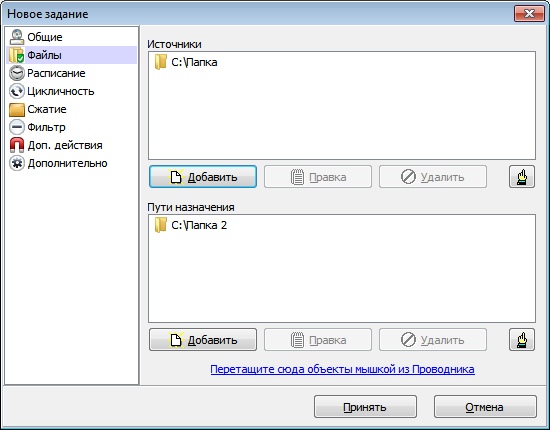 Новое задание
Общие
Файлы
Расписание
Цикличность
Сжатие
Фильтр
Доп. действия
Дополнительно
Источники
C:\Папка
Добавить
Правка
Удалить
Пути назначения
C:\Папка 2
Добавить
Правка
Удалить
Перетащите сюда объекты мышкой из Проводника
Принять
Отмена